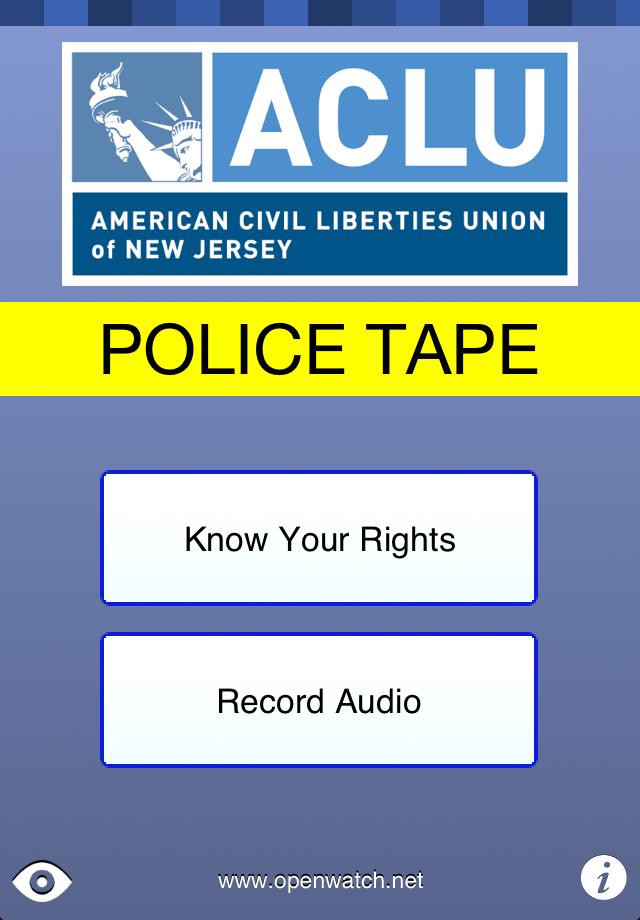 ACLU
AMERICAN CIVIL LIBERTIES UNION
of NEW JERSEY
POLICE TAPE
Know Your Rights
Record Audio
www.openwatch.net
i